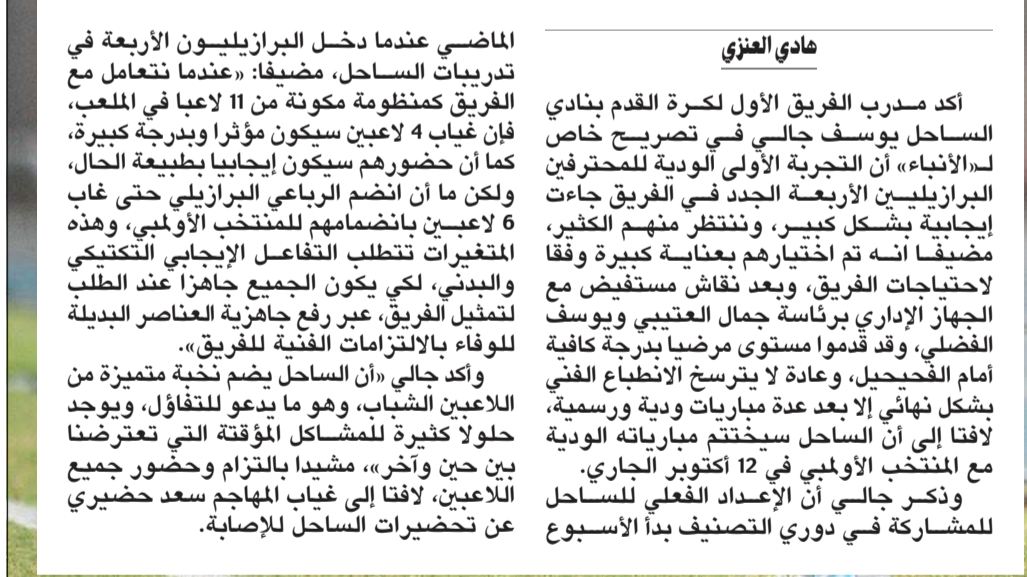 هادي العنزي
أكد مدرب الفريق الأول لكرة القدم بنادي
الساحل يوسف جالي في تصريح خاص
لـ«الأنباء» أن التجربة الأولى الودية للمحترفين
البرازيليين الأربعة الجدد في الفريق جاءت
إيجابية بشكل كبير، وننتظر منهم الكثير،
مضيفا انه تم اختيارهم بعناية كبيرة وفقا
لاحتياجات الفريق، وبعد نقاش مستفيض مع
الجهاز الإداري برئاسة جمال العتيبي ويوسف
الفضلي، وقد قدموا مستوى مرضيا بدرجة كافية
أمام الفحيحيل، وعادة لا يترسخ الانطباع الفني
بشكل نهائي إلا بعد عدة مباريات ودية ورسمية،
لافتا إلى أن الساحل سيختتم مبارياته الودية
مع المنتخب الأولمبي في 12 أكتوبر الجاري.
وذكر جالي أن الإعداد الفعلي للساحل
للمشاركة في دوري التصنيف بدأ الأسبوع
الماضي عندما دخل البرازيليون الأربعة في
تدريبات الساحل، مضيفا: «عندما نتعامل مع
الفريق كمنظومة مكونة من 11 لاعبا في الملعب،
فإن غياب 4 لاعبين سيكون مؤثرا وبدرجة كبيرة،
كما أن حضورهم سيكون إيجابيا بطبيعة الحال،
ولكن ما أن انضم الرباعي البرازيلي حتى غاب
6 لاعبين بانضمامهم للمنتخب الأولمبي، وهذه
المتغيرات تتطلب التفاعل الإيجابي التكتيكي
والبدني، لكي يكون الجميع جاهزا عند الطلب
لتمثيل الفريق، عبر رفع جاهزية العناصر البديلة
للوفاء بالالتزامات الفنية للفريق».
وأكد جالي «أن الساحل يضم نخبة متميزة من
اللاعبين الشباب، وهو ما يدعو للتفاؤل، ويوجد
حلولا كثيرة للمشاكل المؤقتة التي تعترضنا
بين حين وآخر»، مشيدا بالتزام وحضور جميع
اللاعبين، لافتا إلى غياب المهاجم سعد حضيري
عن تحضيرات الساحل للإصابة.